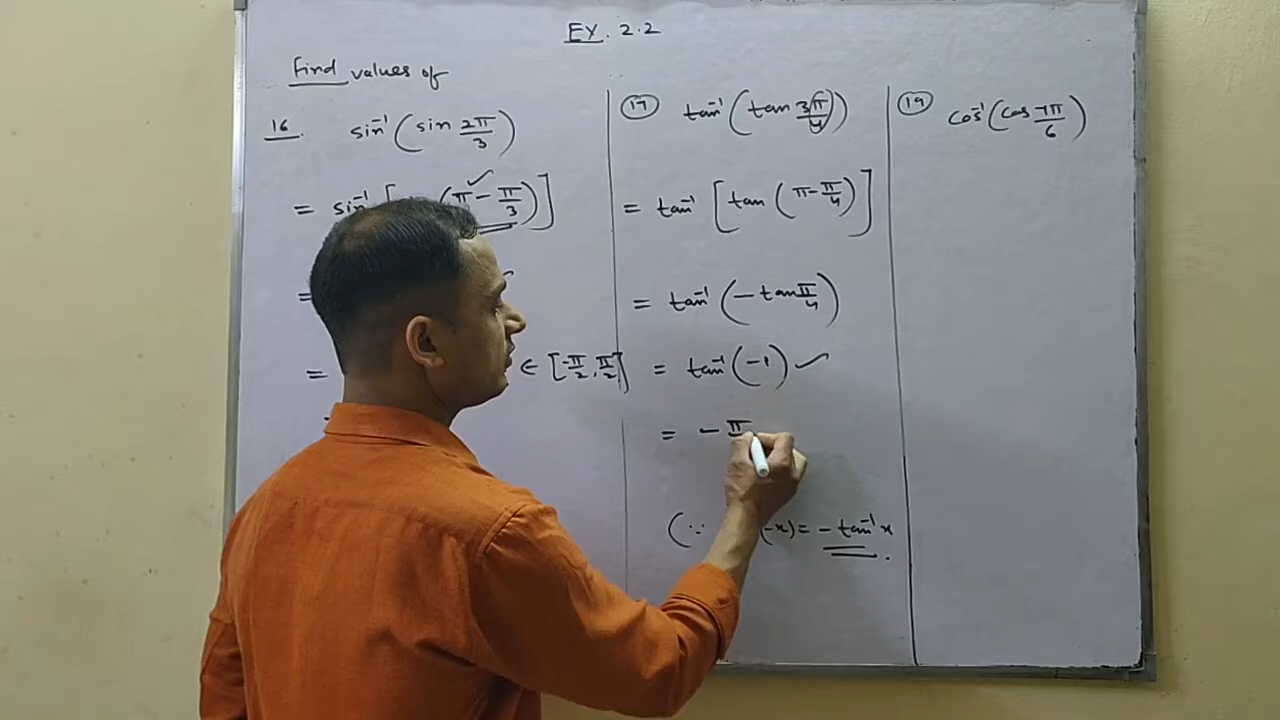 EX. 2.2
Find values of
16. sin⁻¹(sin 2π/3)
= sin⁻¹[ (π - π/3)]
=
= ∈ [-π/2, π/2]
17 tan⁻¹(tan 3π/4)
= tan⁻¹[tan (π - π/4)]
= tan⁻¹(-tan π/4)
= tan⁻¹(-1) ✓
= - π
(∵ -x) = - tan⁻¹ x.
19 cos⁻¹(cos 7π/6)